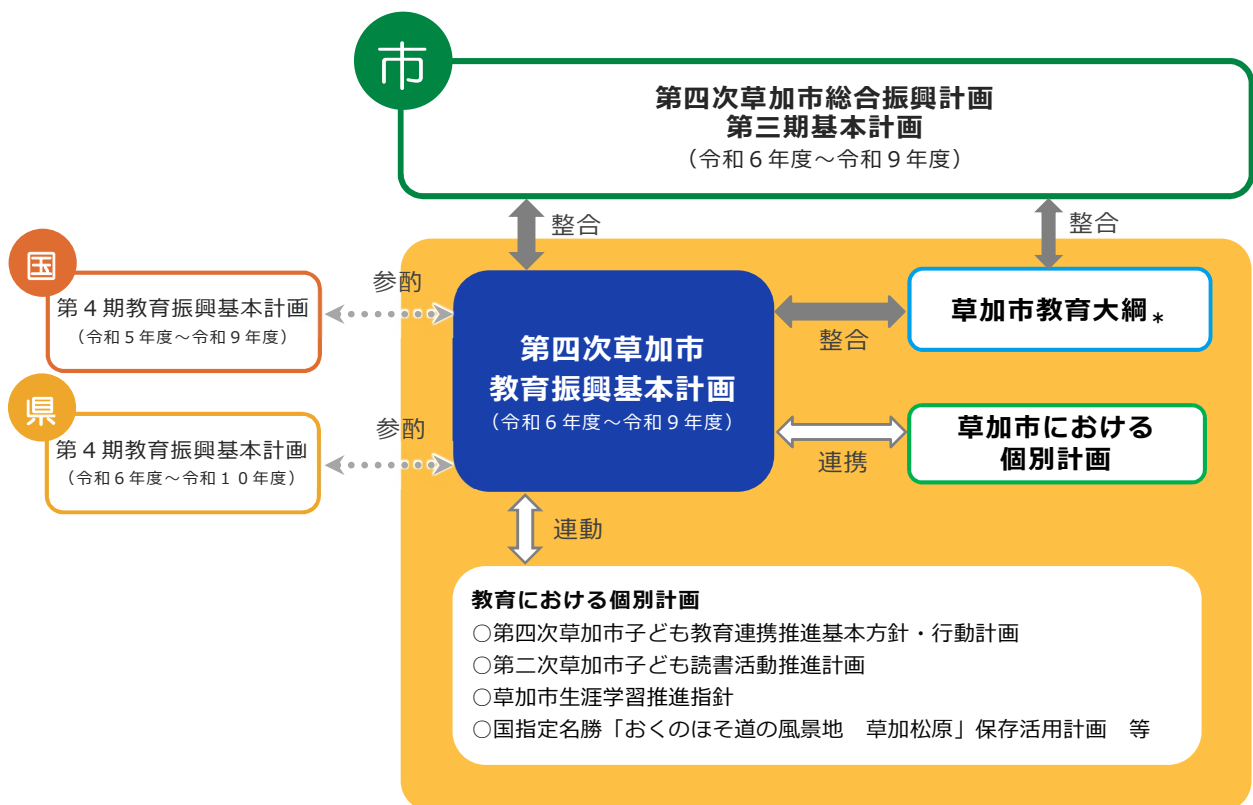 市
第四次草加市総合振興計画
第三期基本計画
（令和６年度～令和９年度）
整合
整合
国
第４期教育振興基本計画
（令和５年度～令和９年度）
参酌
第四次草加市
教育振興基本計画
（令和６年度～令和９年度）
整合
草加市教育大綱*
県
第４期教育振興基本計画
（令和６年度～令和１０年度）
参酌
連携
草加市における
個別計画
連動
教育における個別計画
○第四次草加市子ども教育連携推進基本方針・行動計画
○第二次草加市子ども読書活動推進計画
○草加市生涯学習推進指針
○国指定名勝「おくのほそ道の風景地　草加松原」保存活用計画　等